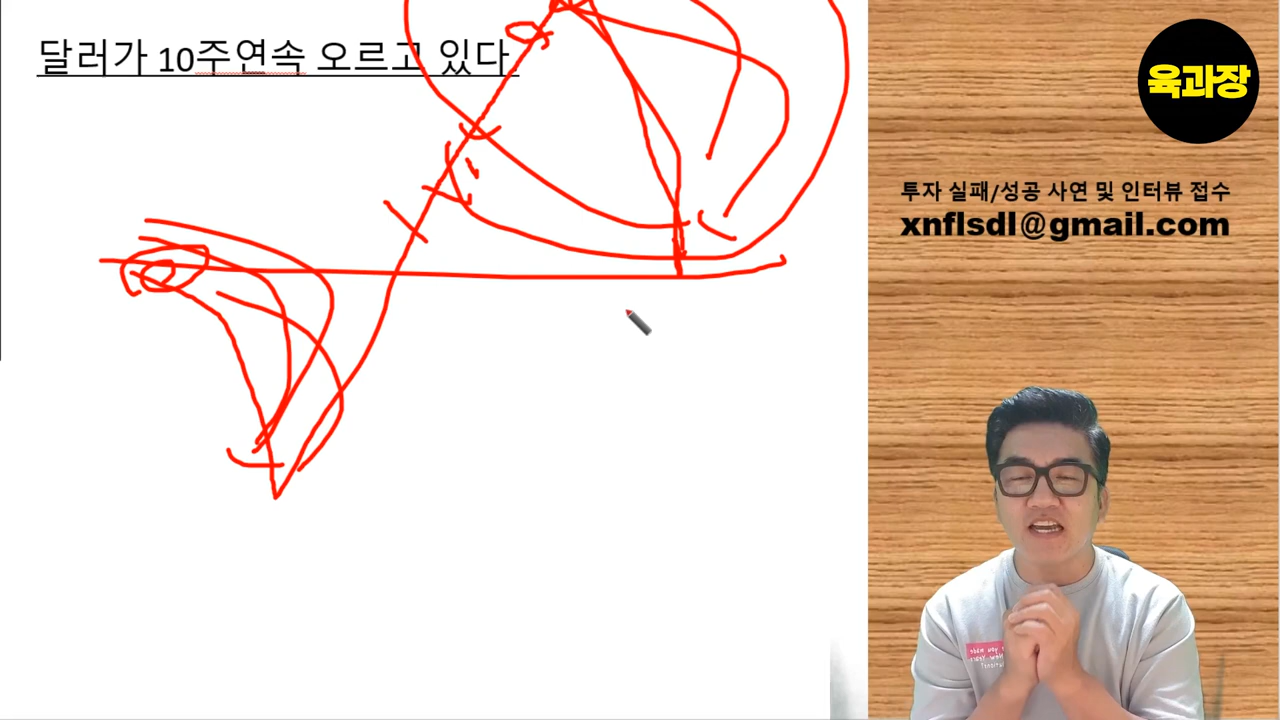 달러가 10주연속 오르고 있다
육과장
투자 실패/성공 사연 및 인터뷰 접수
xnflsdl@gmail.com